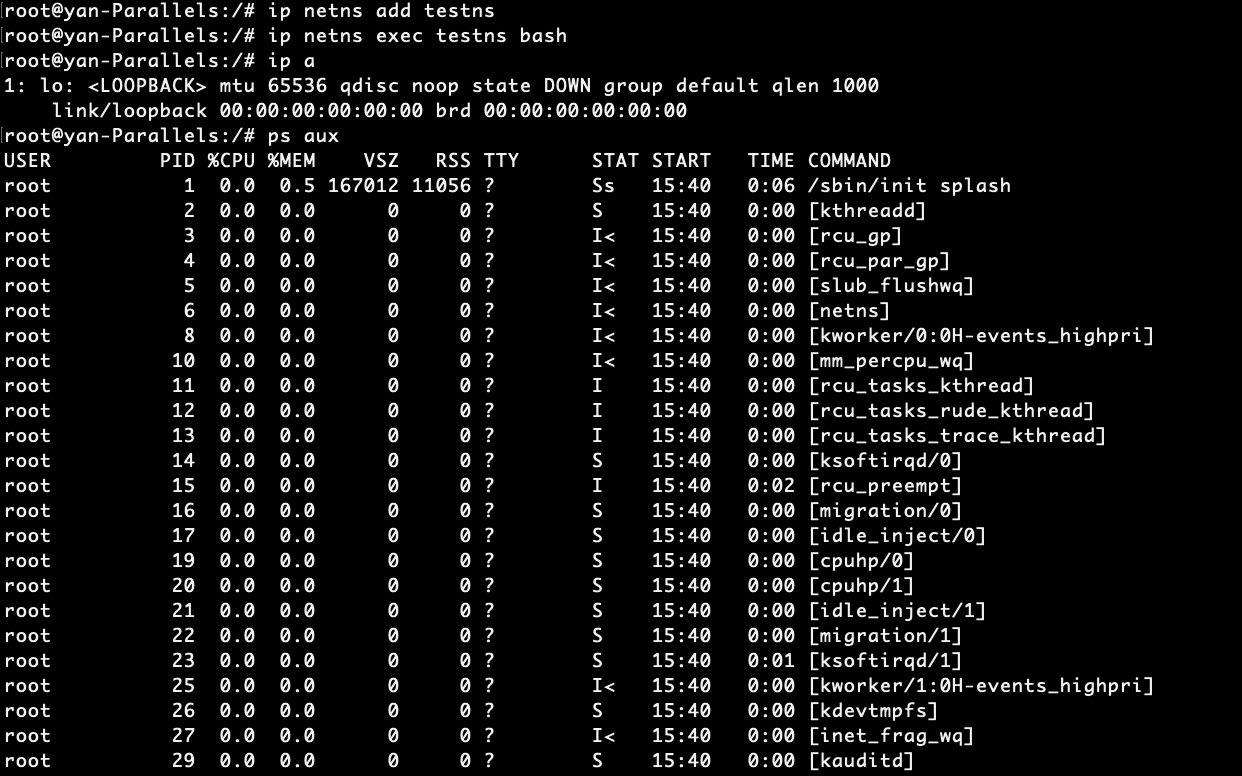 [root@yan-Parallels:/# ip netns add testns
[root@yan-Parallels:/# ip netns exec testns bash
[root@yan-Parallels:/# ip a
1: lo: <LOOPBACK> mtu 65536 qdisc noop state DOWN group default qlen 1000
    link/loopback 00:00:00:00:00:00 brd 00:00:00:00:00:00
[root@yan-Parallels:/# ps aux
USER         PID %CPU %MEM    VSZ   RSS TTY      STAT START   TIME COMMAND
root           1  0.0  0.5 167012 11056 ?        Ss   15:40   0:06 /sbin/init splash
root           2  0.0  0.0      0     0 ?        S    15:40   0:00 [kthreadd]
root           3  0.0  0.0      0     0 ?        I<   15:40   0:00 [rcu_gp]
root           4  0.0  0.0      0     0 ?        I<   15:40   0:00 [rcu_par_gp]
root           5  0.0  0.0      0     0 ?        I<   15:40   0:00 [slub_flushwq]
root           6  0.0  0.0      0     0 ?        I<   15:40   0:00 [netns]
root           8  0.0  0.0      0     0 ?        I<   15:40   0:00 [kworker/0:0H-events_highpri]
root          10  0.0  0.0      0     0 ?        I<   15:40   0:00 [mm_percpu_wq]
root          11  0.0  0.0      0     0 ?        I    15:40   0:00 [rcu_tasks_kthread]
root          12  0.0  0.0      0     0 ?        I    15:40   0:00 [rcu_tasks_rude_kthread]
root          13  0.0  0.0      0     0 ?        I    15:40   0:00 [rcu_tasks_trace_kthread]
root          14  0.0  0.0      0     0 ?        S    15:40   0:00 [ksoftirqd/0]
root          15  0.0  0.0      0     0 ?        I    15:40   0:02 [rcu_preempt]
root          16  0.0  0.0      0     0 ?        S    15:40   0:00 [migration/0]
root          17  0.0  0.0      0     0 ?        S    15:40   0:00 [idle_inject/0]
root          19  0.0  0.0      0     0 ?        S    15:40   0:00 [cpuhp/0]
root          20  0.0  0.0      0     0 ?        S    15:40   0:00 [cpuhp/1]
root          21  0.0  0.0      0     0 ?        S    15:40   0:00 [idle_inject/1]
root          22  0.0  0.0      0     0 ?        S    15:40   0:00 [migration/1]
root          23  0.0  0.0      0     0 ?        S    15:40   0:01 [ksoftirqd/1]
root          25  0.0  0.0      0     0 ?        I<   15:40   0:00 [kworker/1:0H-events_highpri]
root          26  0.0  0.0      0     0 ?        S    15:40   0:00 [kdevtmpfs]
root          27  0.0  0.0      0     0 ?        I<   15:40   0:00 [inet_frag_wq]
root          29  0.0  0.0      0     0 ?        S    15:40   0:00 [kauditd]